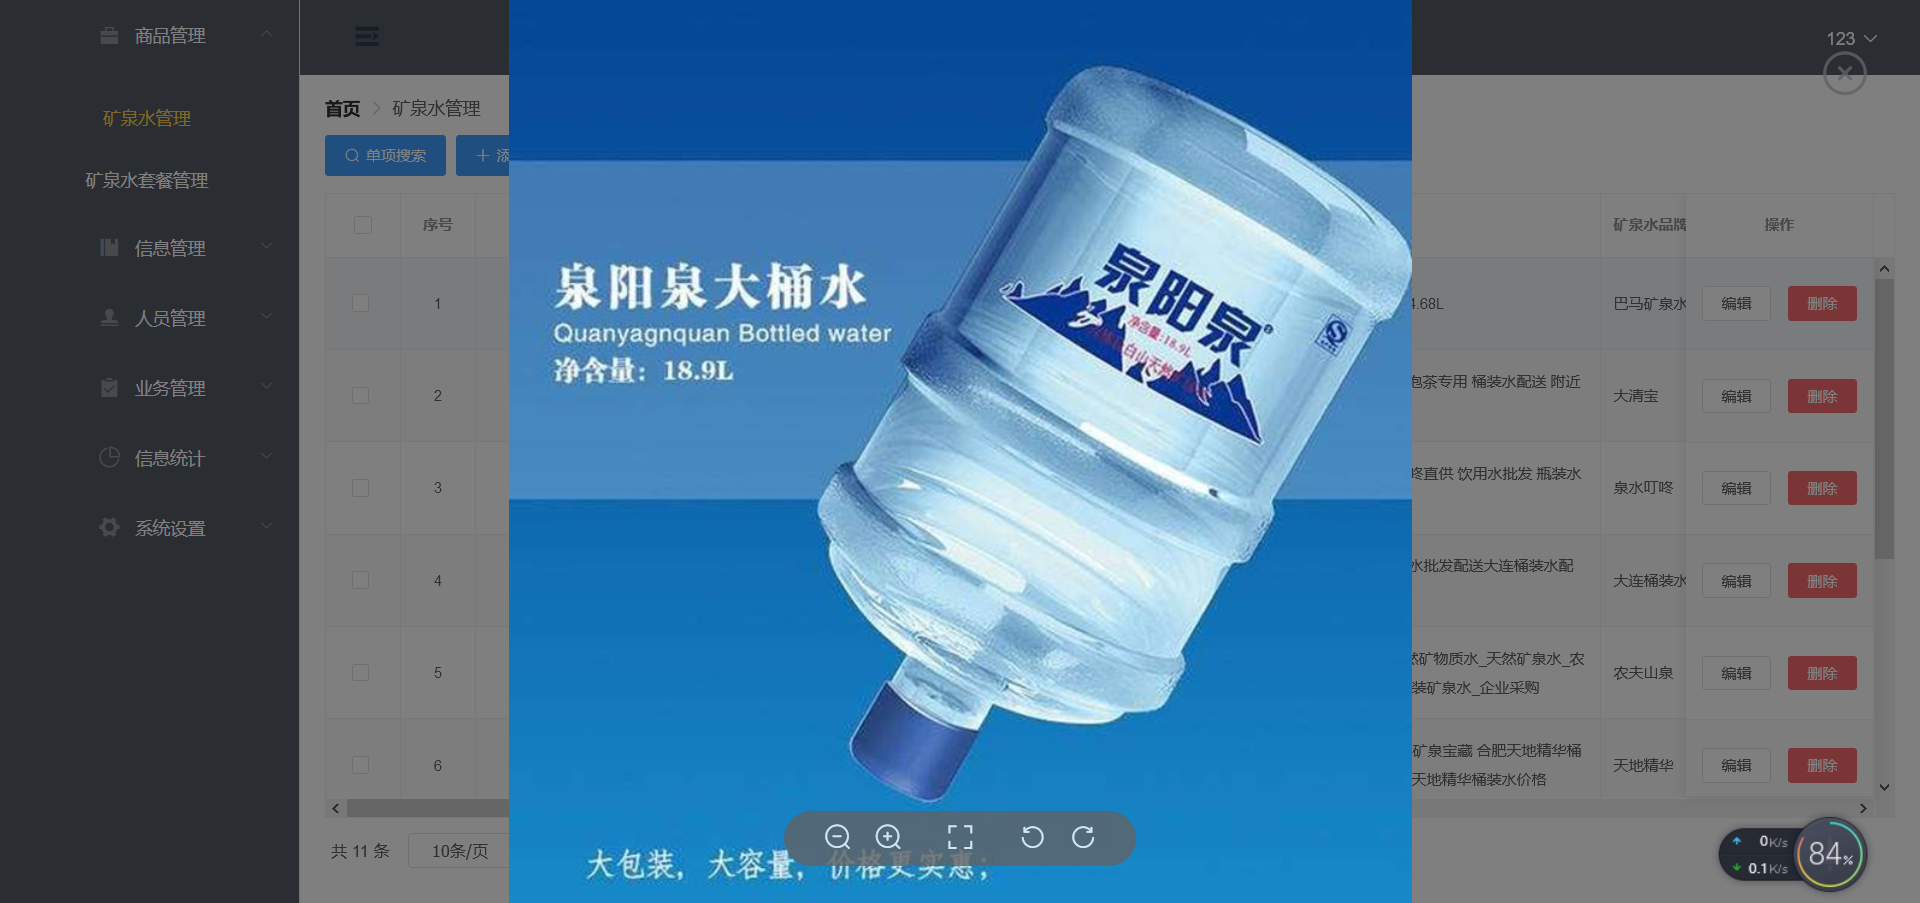 商品管理
矿泉水管理
矿泉水套餐管理
信息管理
人员管理
业务管理
信息统计
系统设置
123
首页 矿泉水管理
单项搜索
序号
矿泉水品牌
操作
1
4.68L
巴马矿泉水
编辑
删除
2
泡茶专用 桶装水配送 附近
大清宝
编辑
删除
3
咚直供 饮用水批发 瓶装水
泉水叮咚
编辑
删除
4
水批发配送大连桶装水配
大连桶装水
编辑
删除
5
然矿物质水_天然矿泉水_农
装矿泉水_企业采购
农夫山泉
编辑
删除
6
矿泉宝藏 合肥天地精华桶
天地精华桶装水价格
天地精华
编辑
删除
共 11 条
10条/页
泉阳泉大桶水
Quanyagnquan Bottled water
净含量：18.9L
泉阳泉
净含量:18.9L
大包装，大容量，价格更实惠；
0K/s
0.1K/s
84%